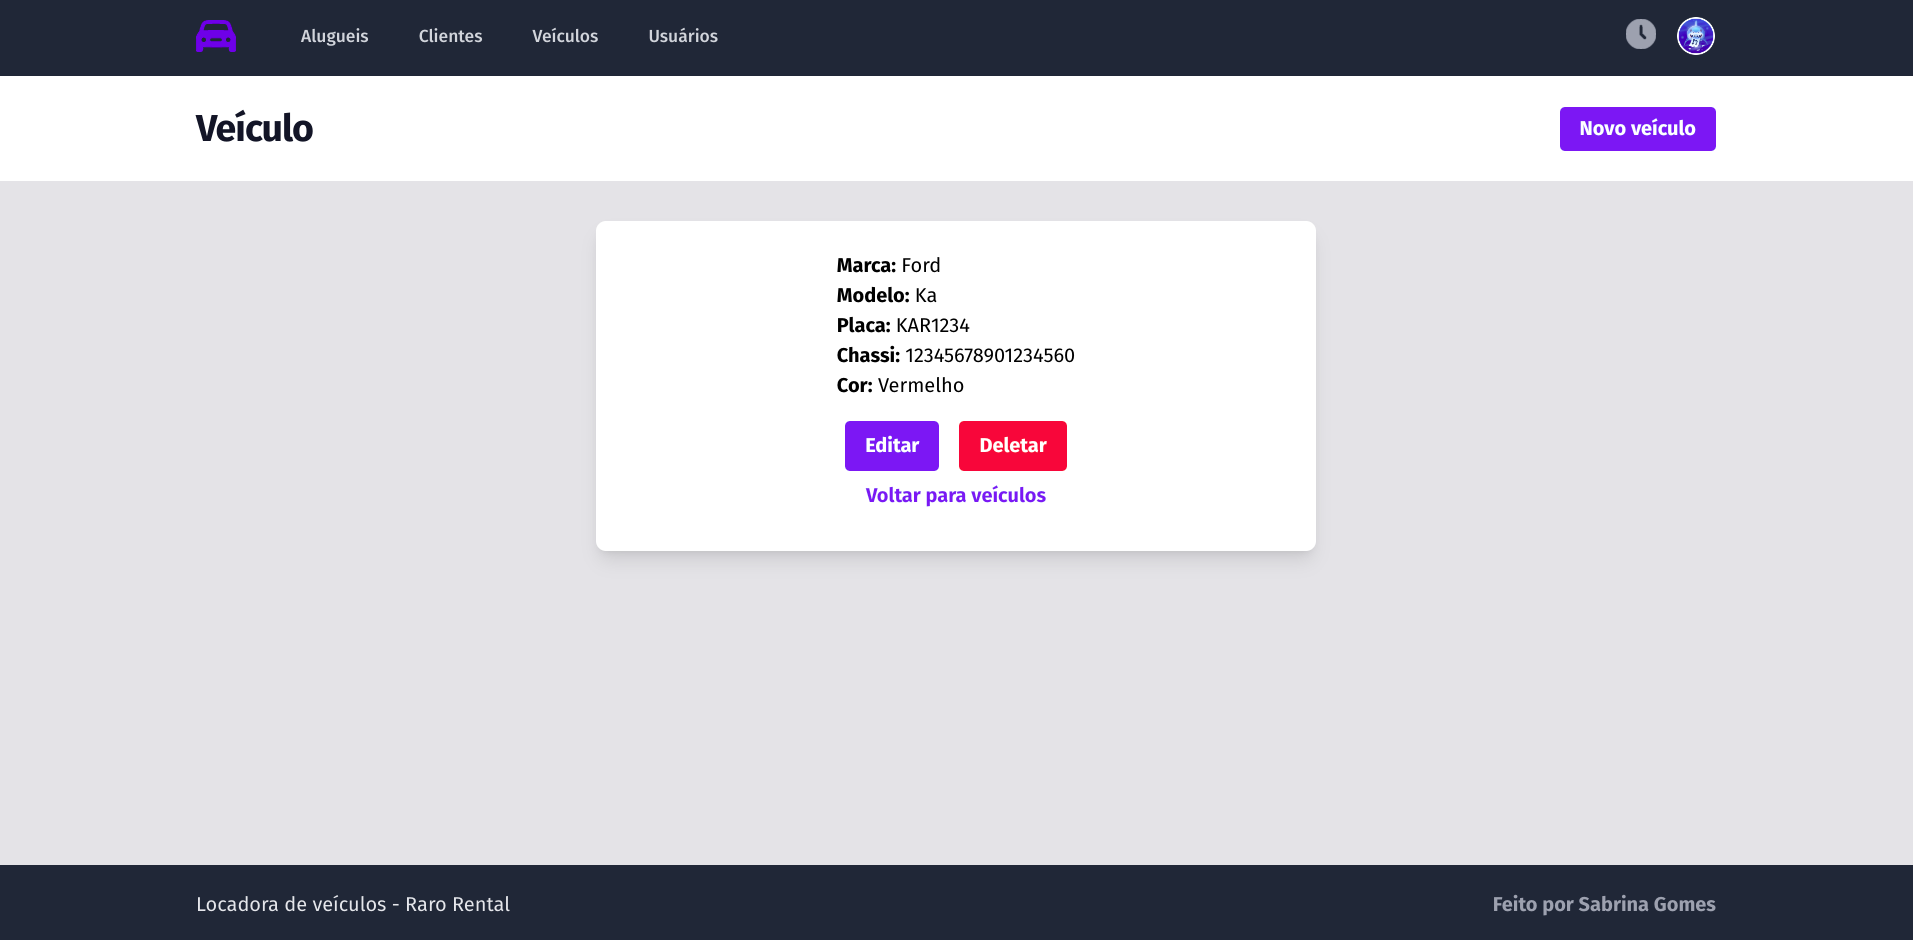 Alugueis
Clientes
Veículos
Usuários
Veículo
Novo veículo
Marca: Ford
Modelo: Ka
Placa: KAR1234
Chassi: 12345678901234560
Cor: Vermelho
Editar
Deletar
Voltar para veículos
Locadora de veículos - Raro Rental
Feito por Sabrina Gomes